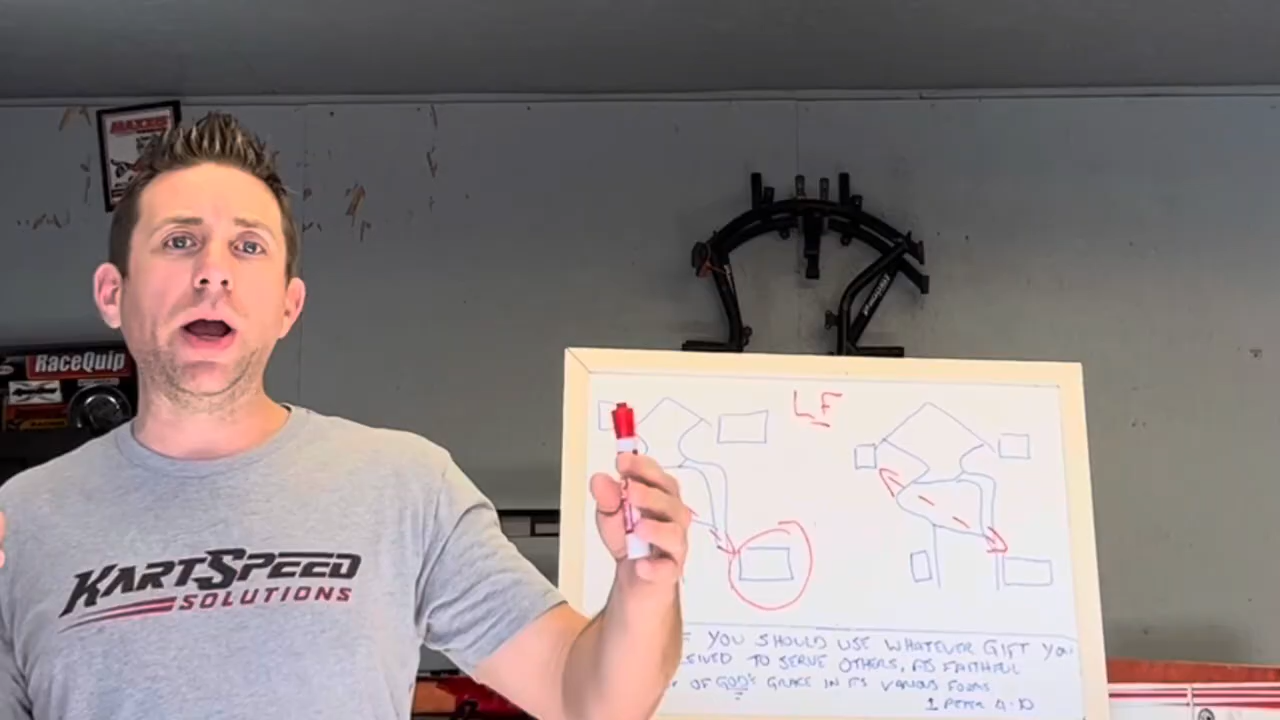 MAXXIS
RaceQuip
LF
KARTSPEED
SOLUTIONS
YOU SHOULD USE WHATEVER GIFT YOU
TO SERVE OTHERS, AS FAITHFUL
OF GOD'S GRACE IN ITS VARIOUS FORMS
1 PETER 4:10